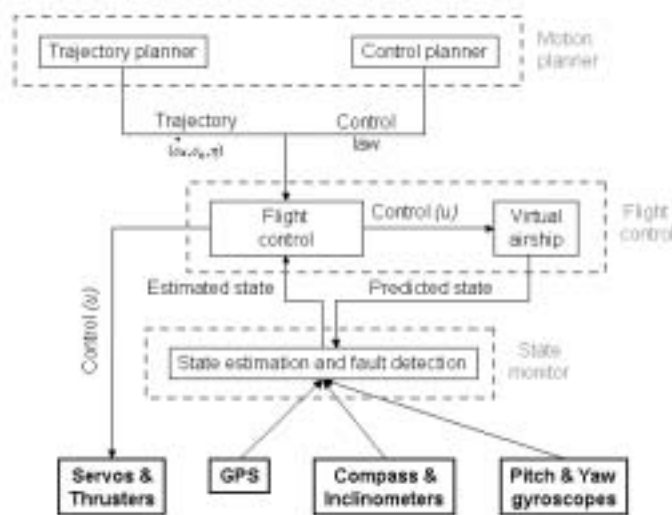 Trajectory planner
Control planner
Motion
planner
Trajectory
Control
law
Flight
control
Control (u)
Virtual
airship
Flight
control
Estimated state
Predicted state
Control (u)
State estimation and fault detection
State
monitor
Servos &
Thrusters
GPS
Compass &
Inclinometers
Pitch & Yaw
gyroscopes